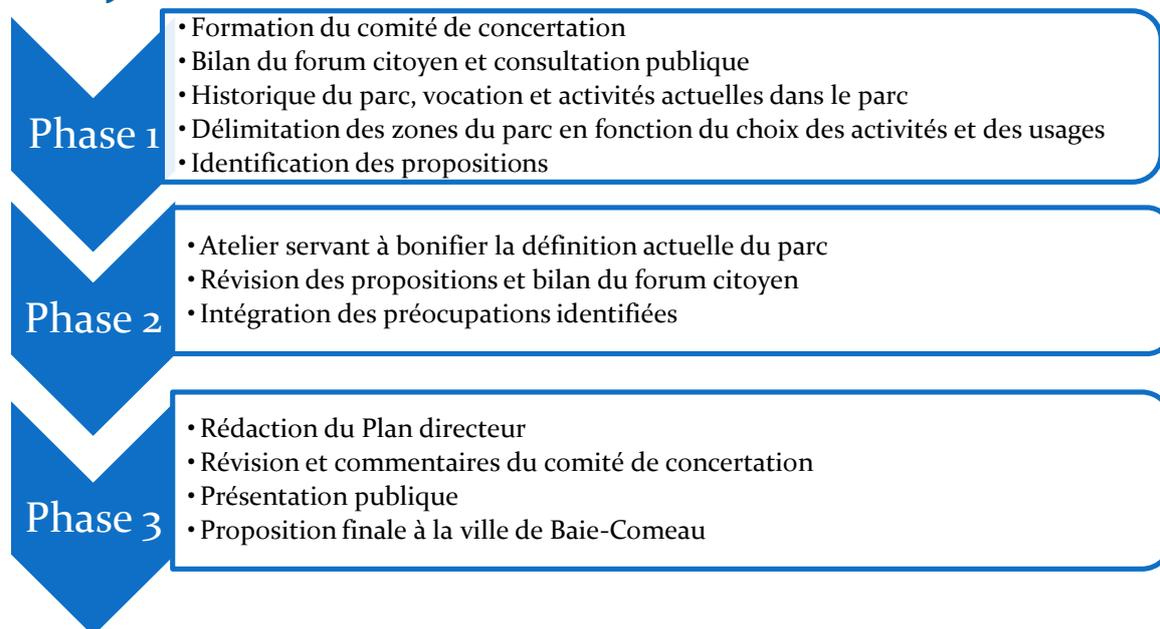 Phase 1
• Formation du comité de concertation
• Bilan du forum citoyen et consultation publique
• Historique du parc, vocation et activités actuelles dans le parc
• Délimitation des zones du parc en fonction du choix des activités et des usages
• Identification des propositions
Phase 2
• Atelier servant à bonifier la définition actuelle du parc
• Révision des propositions et bilan du forum citoyen
• Intégration des préocupations identifiées
Phase 3
• Rédaction du Plan directeur
• Révision et commentaires du comité de concertation
• Présentation publique
• Proposition finale à la ville de Baie-Comeau